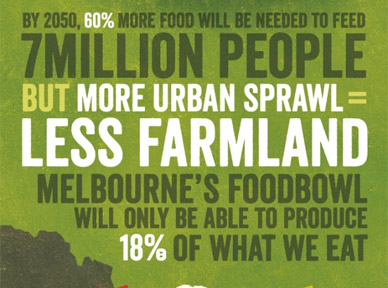 BY 2050, 60% MORE FOOD WILL BE NEEDED TO FEED
7MILLION PEOPLE
BUT MORE URBAN SPRAWL =
LESS FARMLAND
MELBOURNE'S FOODBOWL
WILL ONLY BE ABLE TO PRODUCE
18% OF WHAT WE EAT